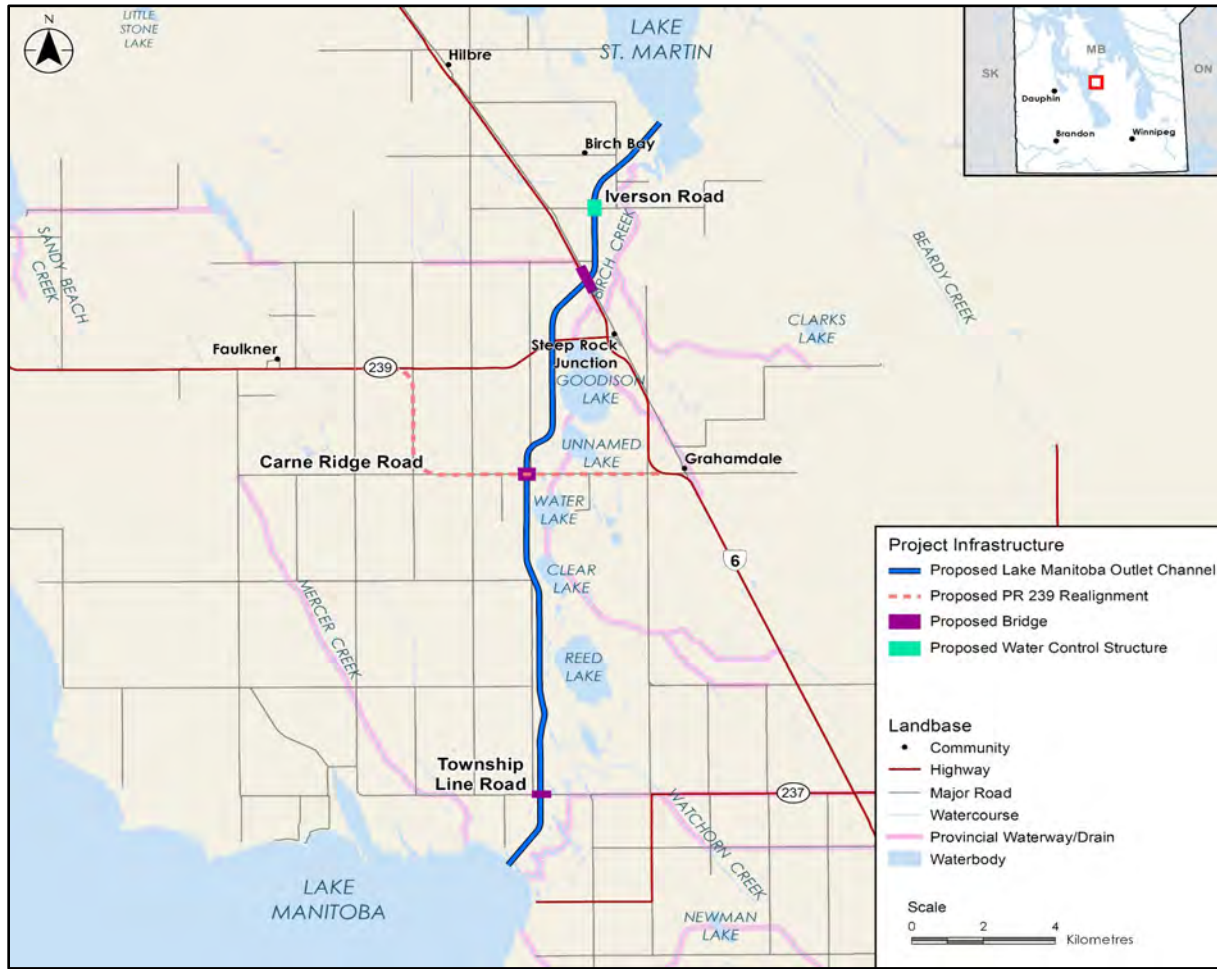 N
LITTLE
STONE
LAKE
Hilbre
LAKE
ST. MARTIN
Birch Bay
Iverson Road
SANDY BEACH
CREEK
BIRCH CREEK
BEARDY CREEK
CLARKS
LAKE
Faulkner
239
Steep Rock
Junction
GOODISON
LAKE
UNNAMED
LAKE
Carne Ridge Road
Grahamdale
WATER
LAKE
6
CLEAR
LAKE
MERCER CREEK
REED
LAKE
Township
Line Road
237
WATCHORN CREEK
LAKE
MANITOBA
NEWMAN
LAKE
SK
MB
ON
Dauphin
Brandon
Winnipeg
Project Infrastructure
Proposed Lake Manitoba Outlet Channel
Proposed PR 239 Realignment
Proposed Bridge
Proposed Water Control Structure
Landbase
Community
Highway
Major Road
Watercourse
Provincial Waterway/Drain
Waterbody
Scale
0 2 4
Kilometres